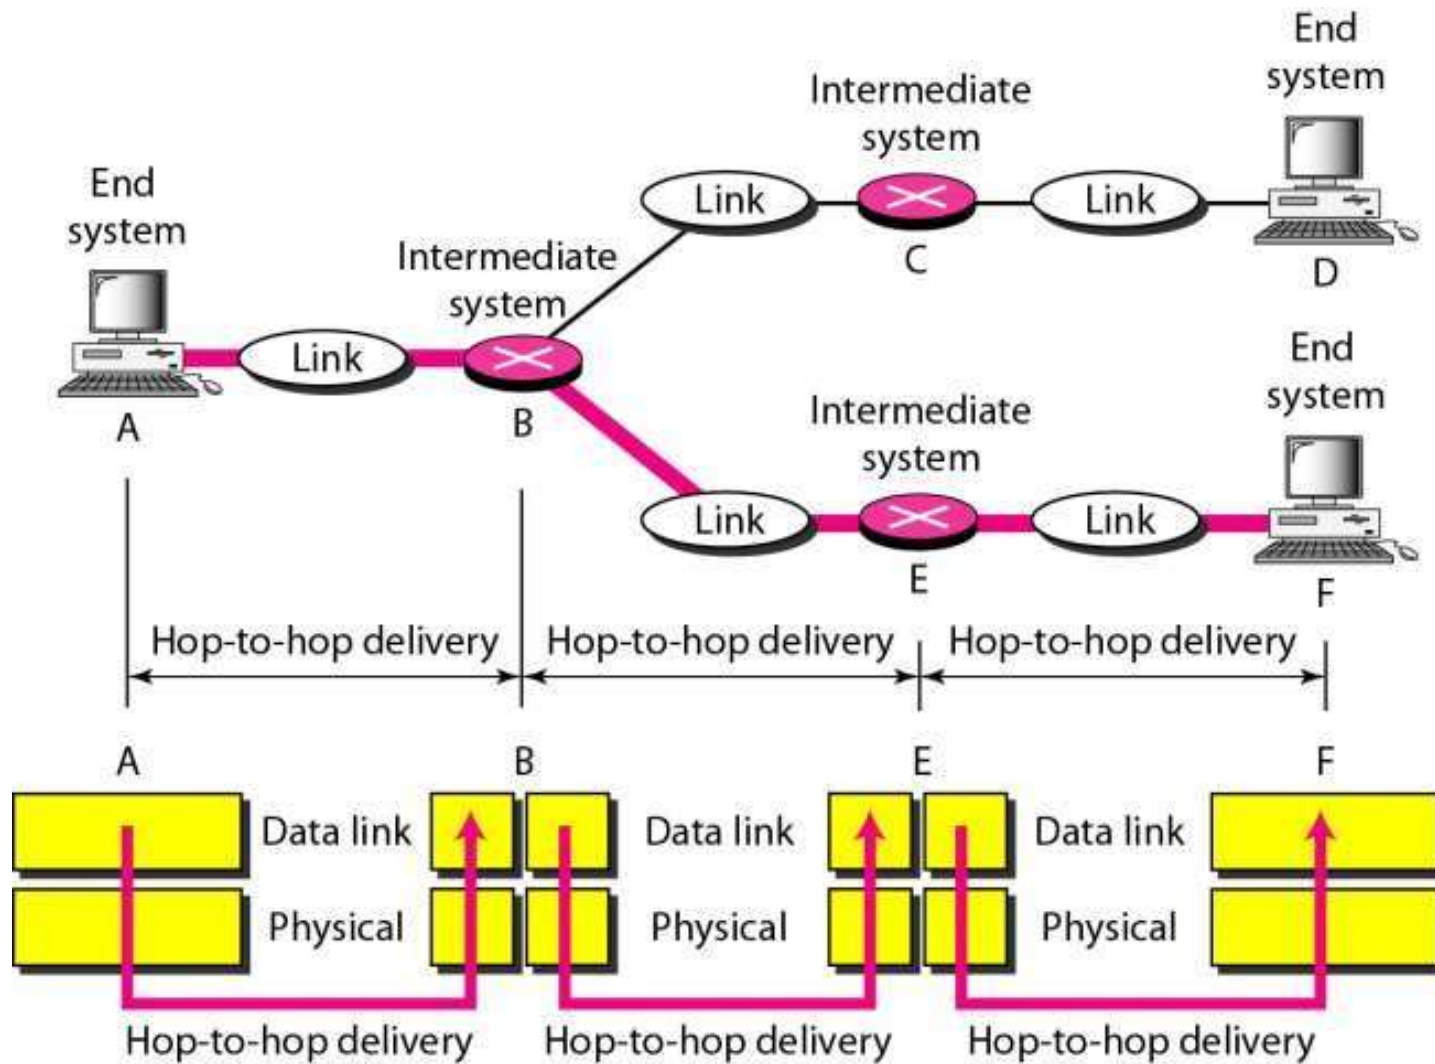 End
system
Intermediate
system
End
system
Link
Link
C
D
Intermediate
system
Link
A
B
End
system
Intermediate
system
Link
Link
E
F
Hop-to-hop delivery
Hop-to-hop delivery
Hop-to-hop delivery
A
B
E
F
Data link
Data link
Data link
Physical
Physical
Physical
Hop-to-hop delivery
Hop-to-hop delivery
Hop-to-hop delivery